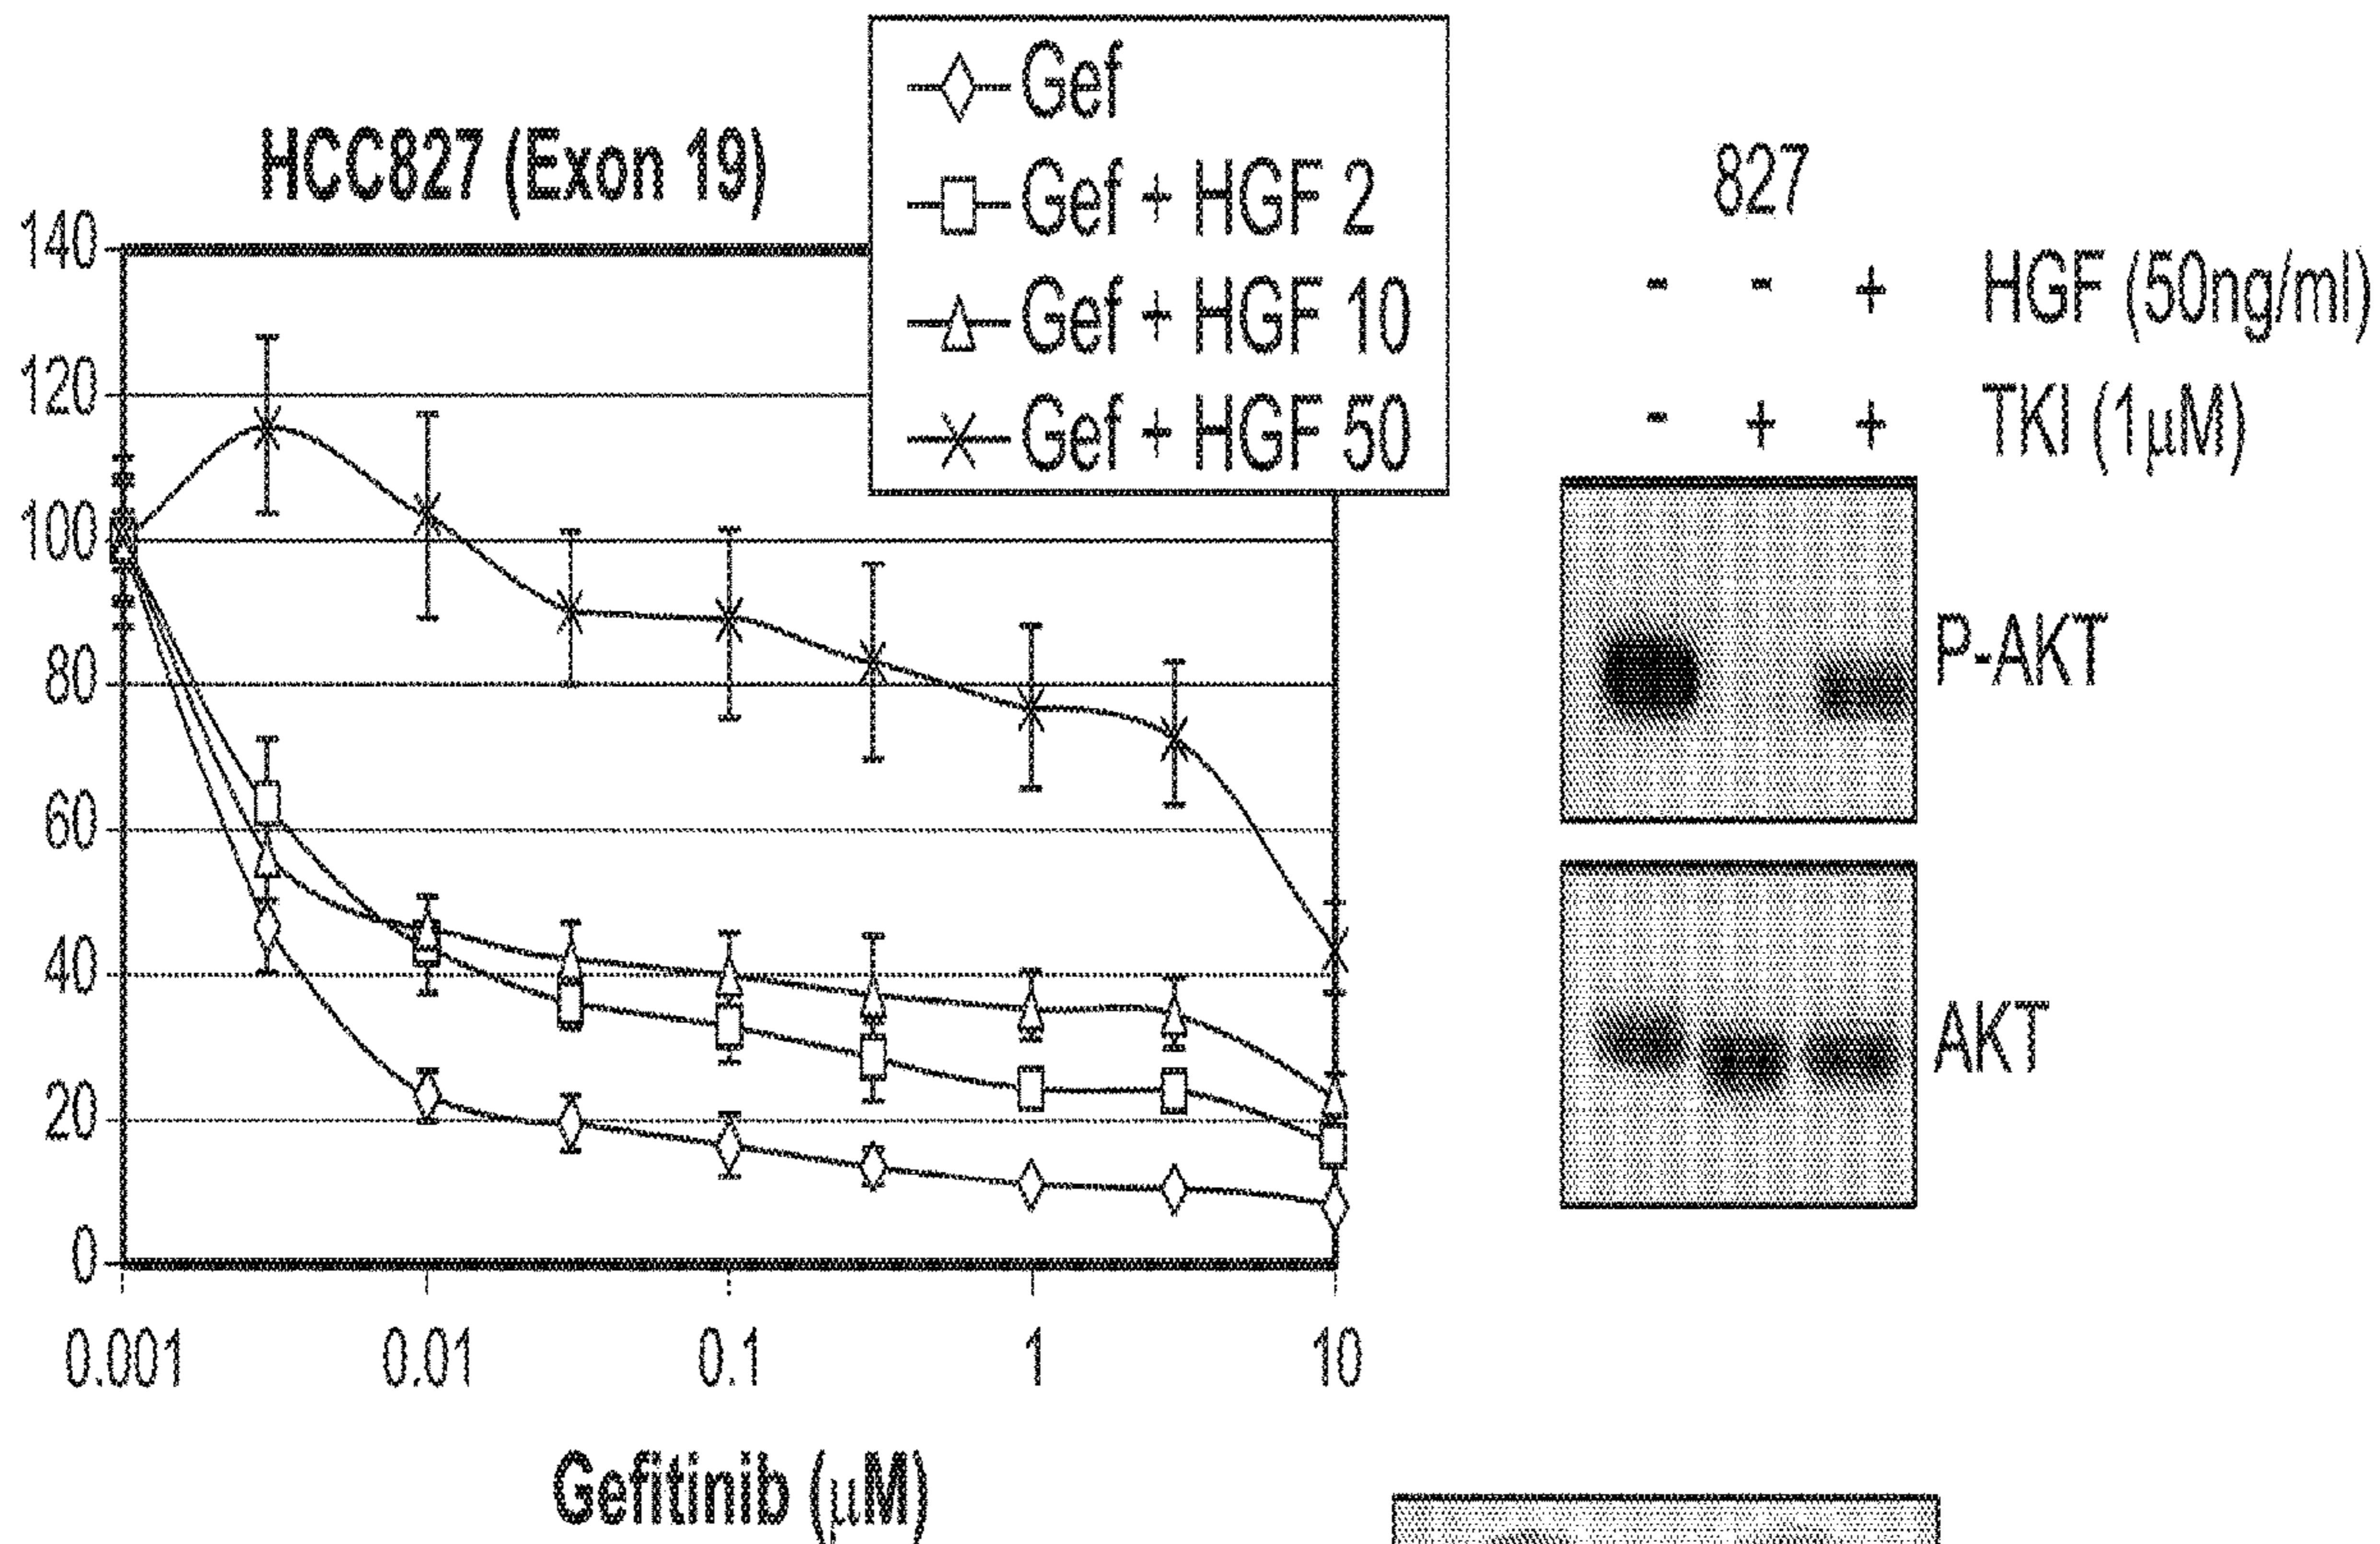 HCC827 (Exon 19)
Gef
Gef + HGF 2
Gef + HGF 10
Gef + HGF 50
140
120
100
80
60
40
20
0
0.001 0.01 0.1 1 10
Gefitinib (μM)
827
- - + HGF (50ng/ml)
- + + TKI (1μM)
P-AKT
AKT